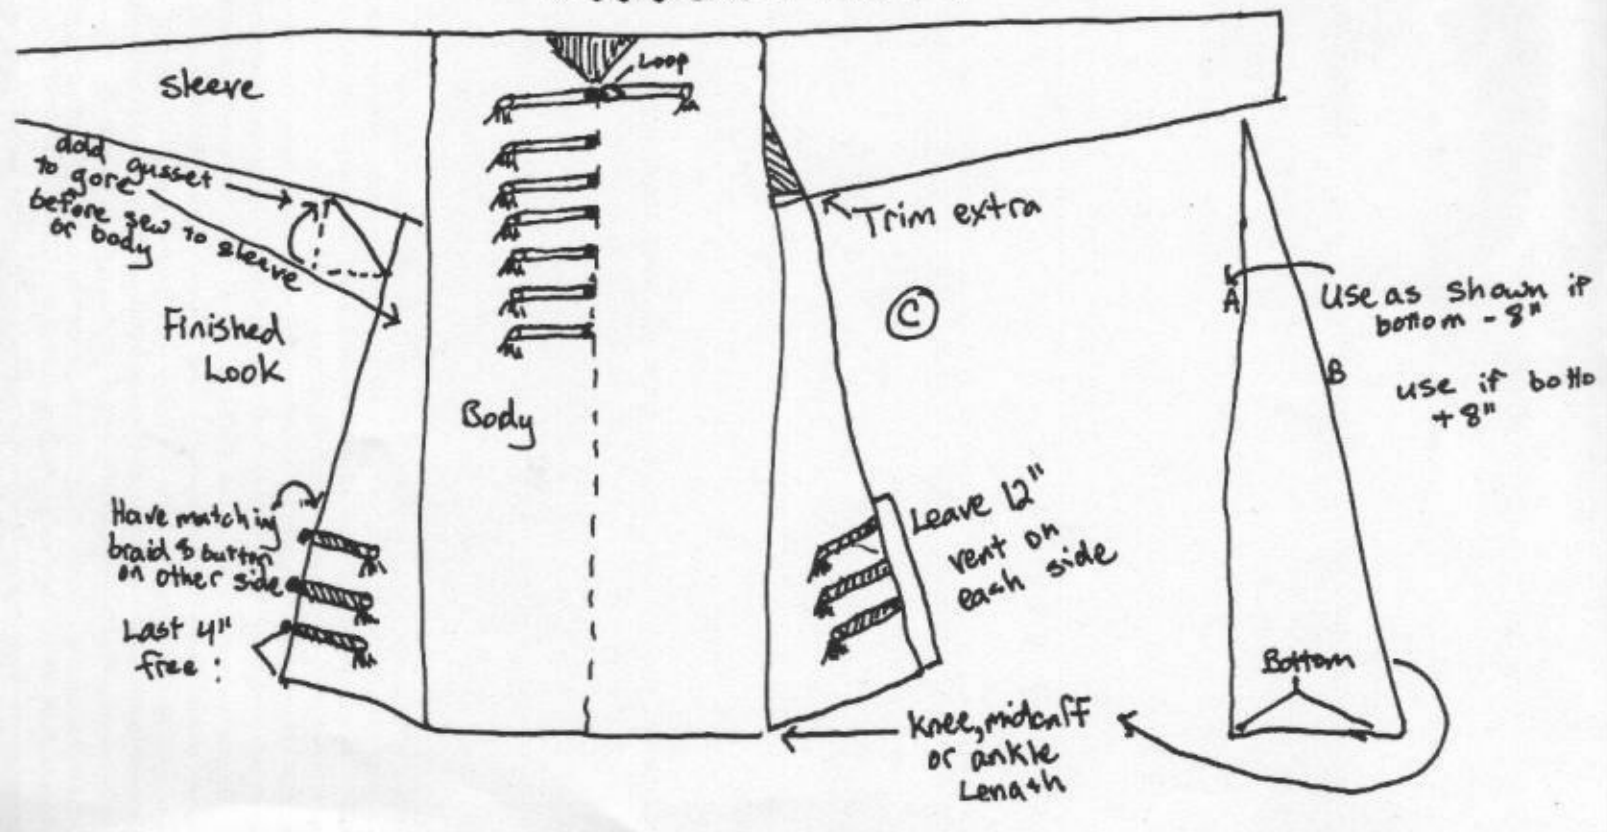 Sleeve
Loop
add gusset
to gore
before sew to sleeve
or body
Trim extra
Finished
Look
C
A
Use as shown if
bottom - 8"
B
use if botto
+ 8"
Body
Have matching
braid & button
on other side
Last 4"
free :
Leave 12"
vent on
each side
Bottom
Knee,
or ankle
Length